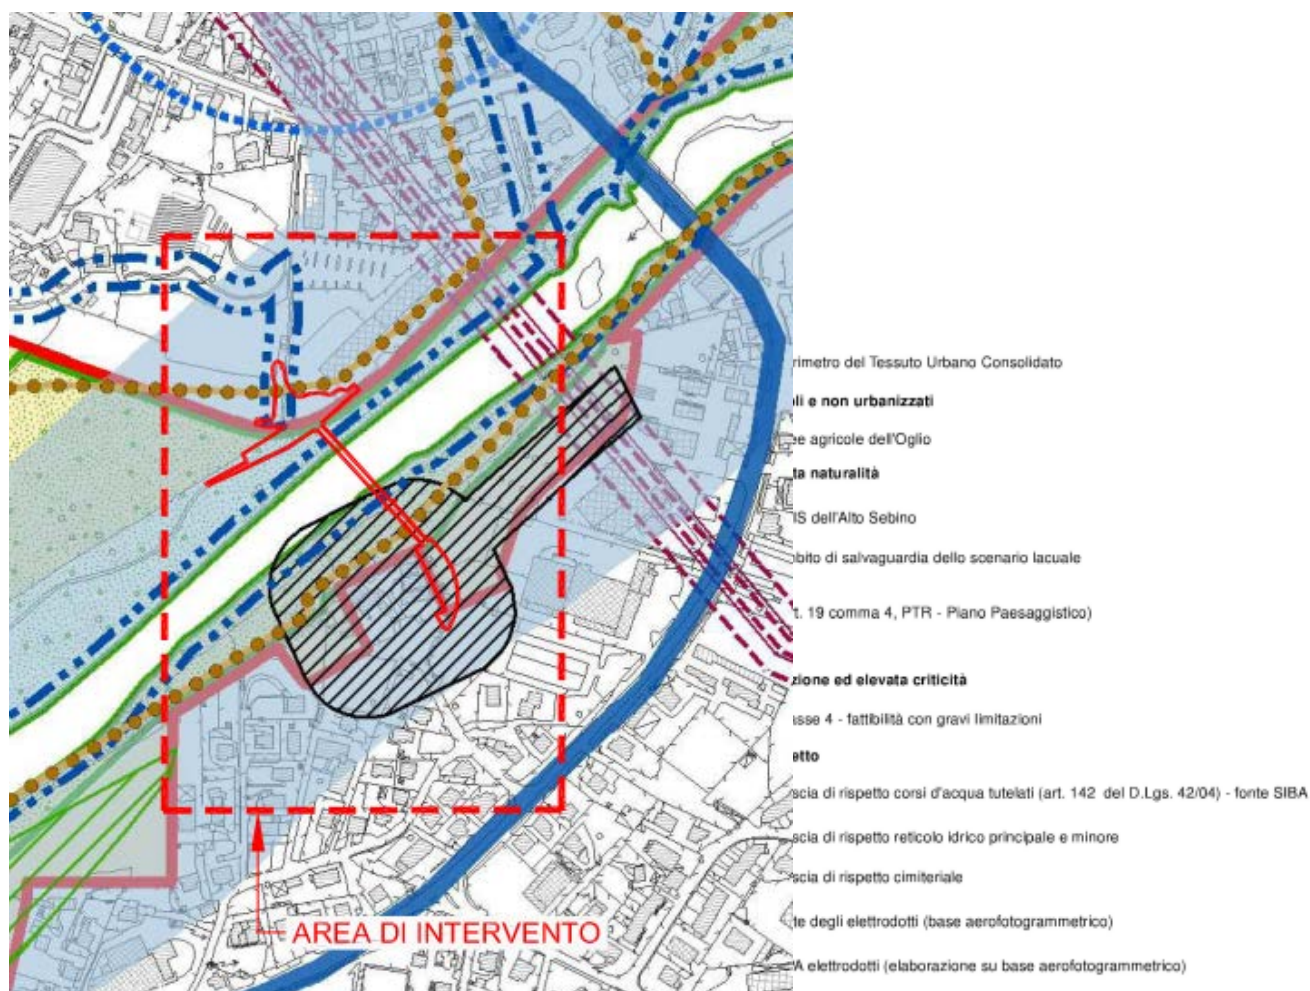 rimetro del Tessuto Urbano Consolidato
li e non urbanizzati
ee agricole dell'Oglio
ta naturalità
IS dell'Alto Sebino
bito di salvaguardia dello scenario lacuale
t. 19 comma 4, PTR - Piano Paesaggistico)
zione ed elevata criticità
asse 4 - fattibilità con gravi limitazioni
etto
scia di rispetto corsi d'acqua tutelati (art. 142 del D.Lgs. 42/04) - fonte SIBA
scia di rispetto reticolo idrico principale e minore
scia di rispetto cimiteriale
te degli elettrodotti (base aerofotogrammetrico)
A elettrodotti (elaborazione su base aerofotogrammetrico)
AREA DI INTERVENTO